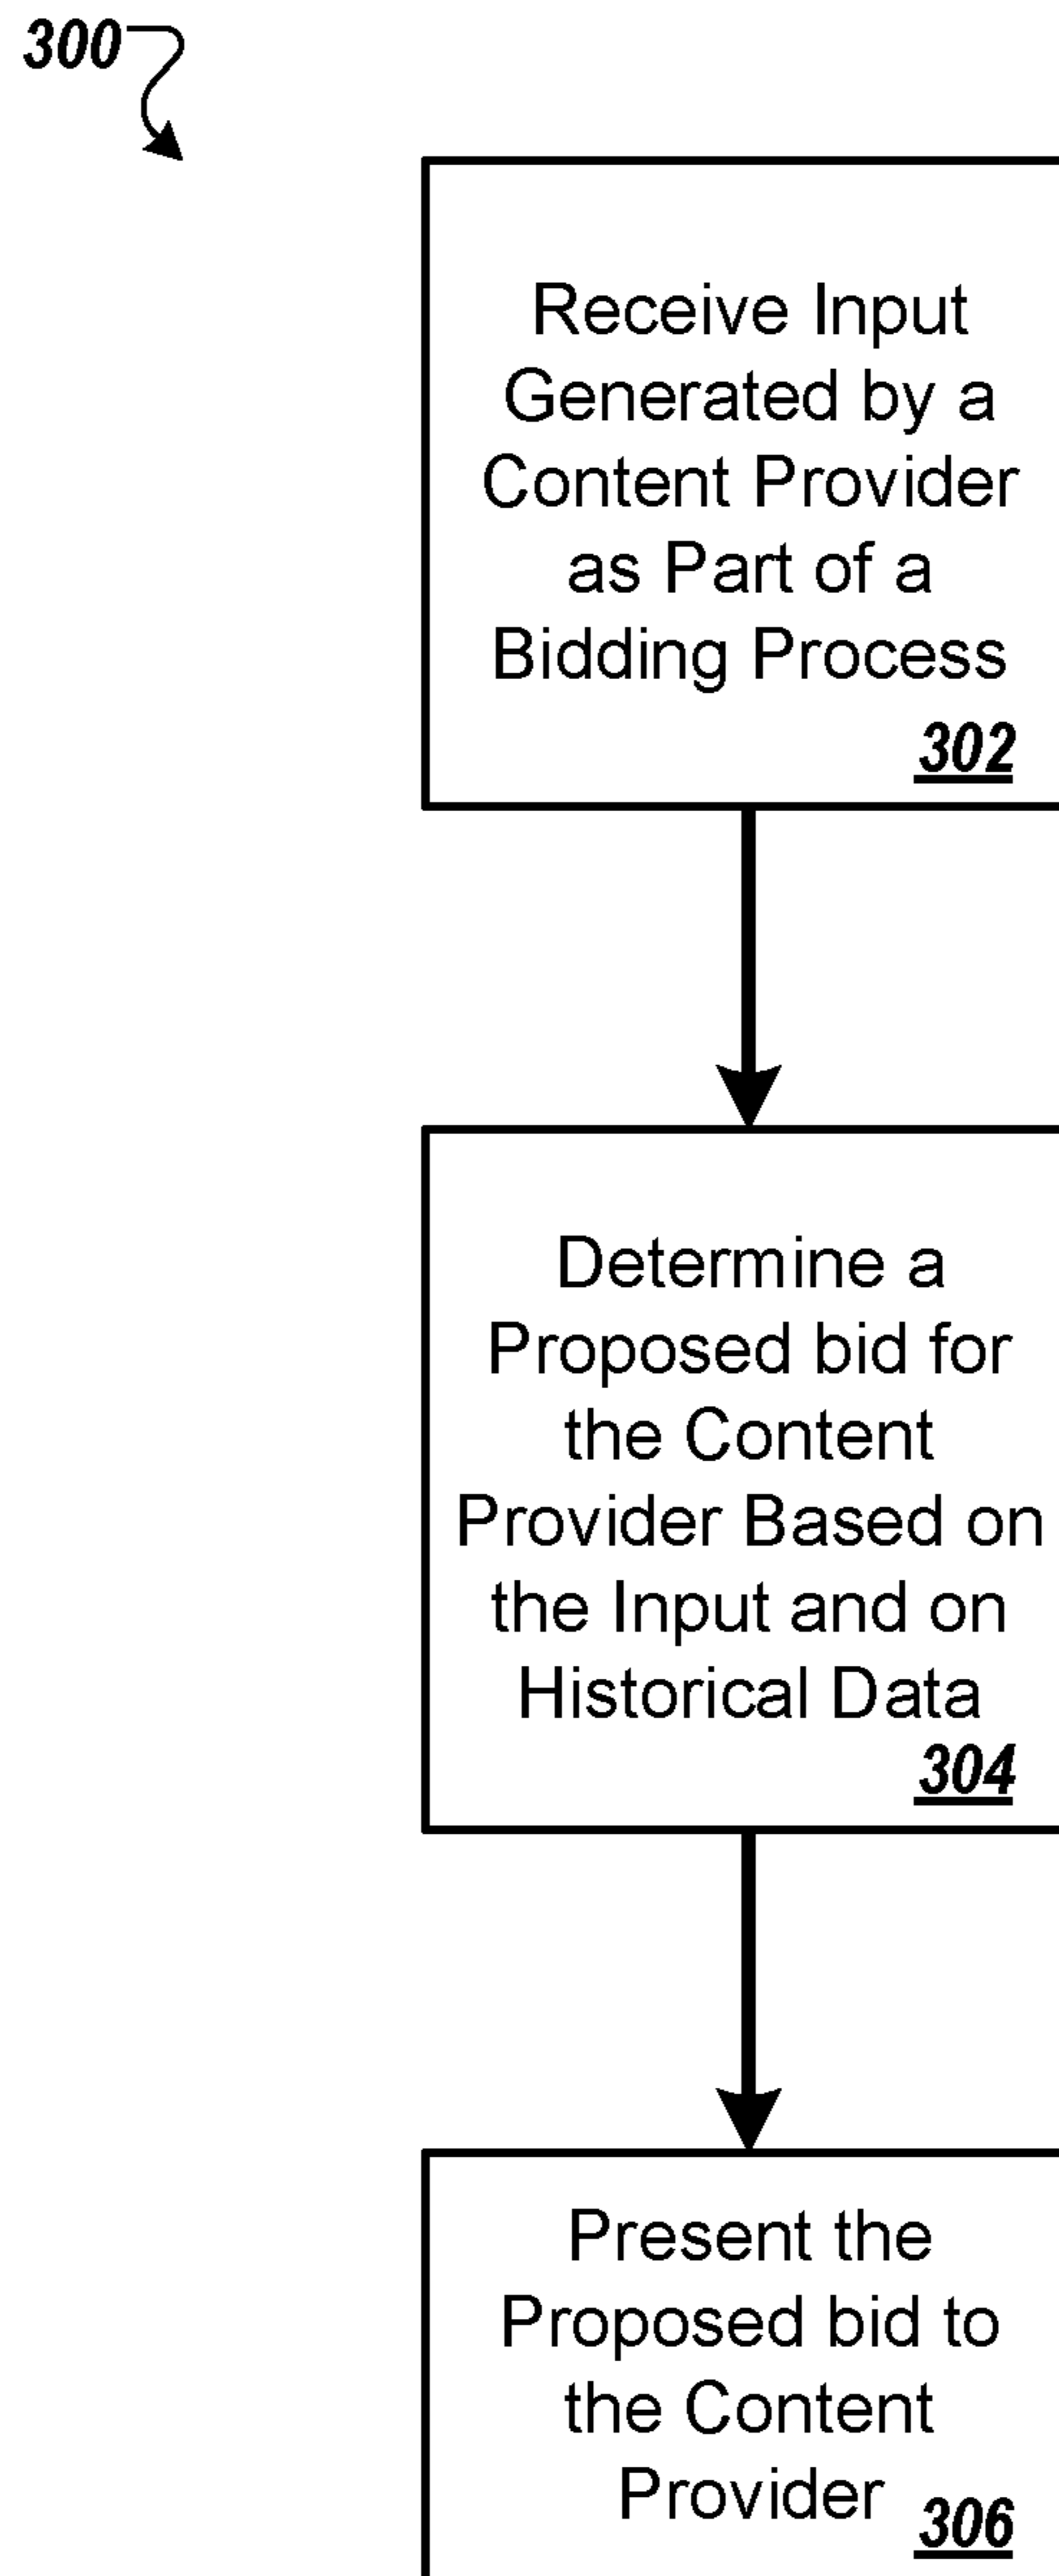 300
Receive Input
Generated by a
Content Provider
as Part of a
Bidding Process
302
Determine a
Proposed bid for
the Content
Provider Based on
the Input and on
Historical Data
304
Present the
Proposed bid to
the Content
Provider
306